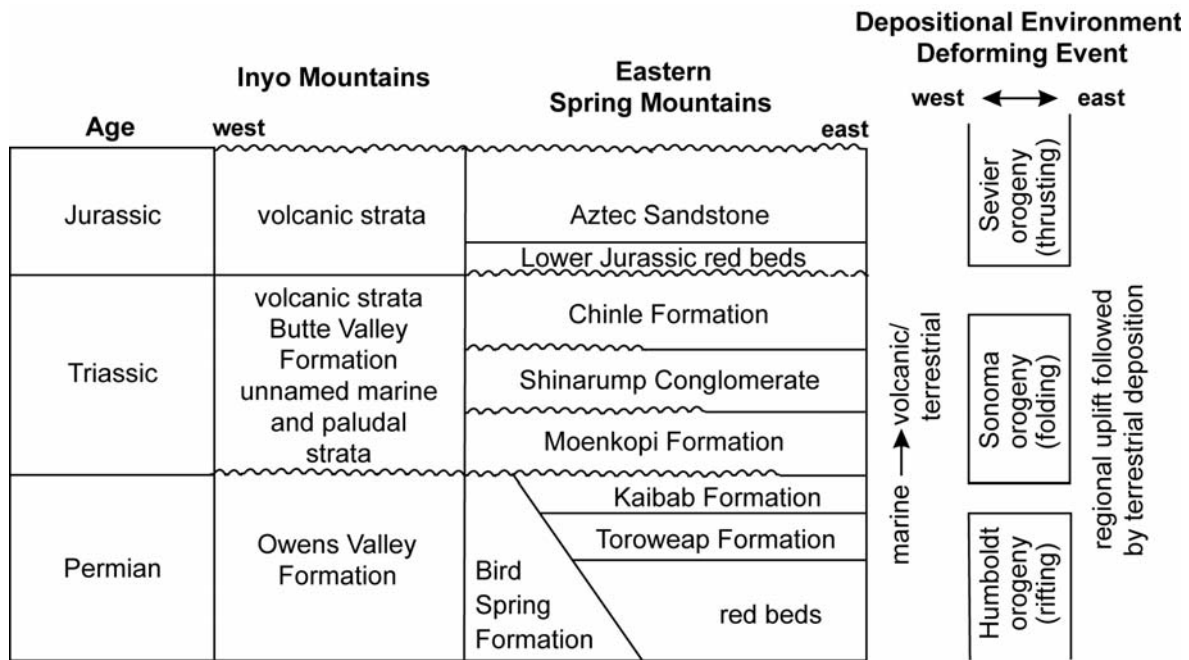 Depositional Environment
Deforming Event
Inyo Mountains
Eastern
Spring Mountains
west
east
Age
west
east
Jurassic
volcanic strata
Aztec Sandstone
Lower Jurassic red beds
Sevier
orogeny
(thrusting)
Triassic
volcanic strata
Butte Valley
Formation
unnamed marine
and paludal
strata
Chinle Formation
Shinarump Conglomerate
Moenkopi Formation
marine
volcanic/
terrestrial
Sonoma
orogeny
(folding)
regional uplift followed
by terrestrial deposition
Permian
Owens Valley
Formation
Bird
Spring
Formation
Kaibab Formation
Toroweap Formation
red beds
Humboldt
orogeny
(rifting)